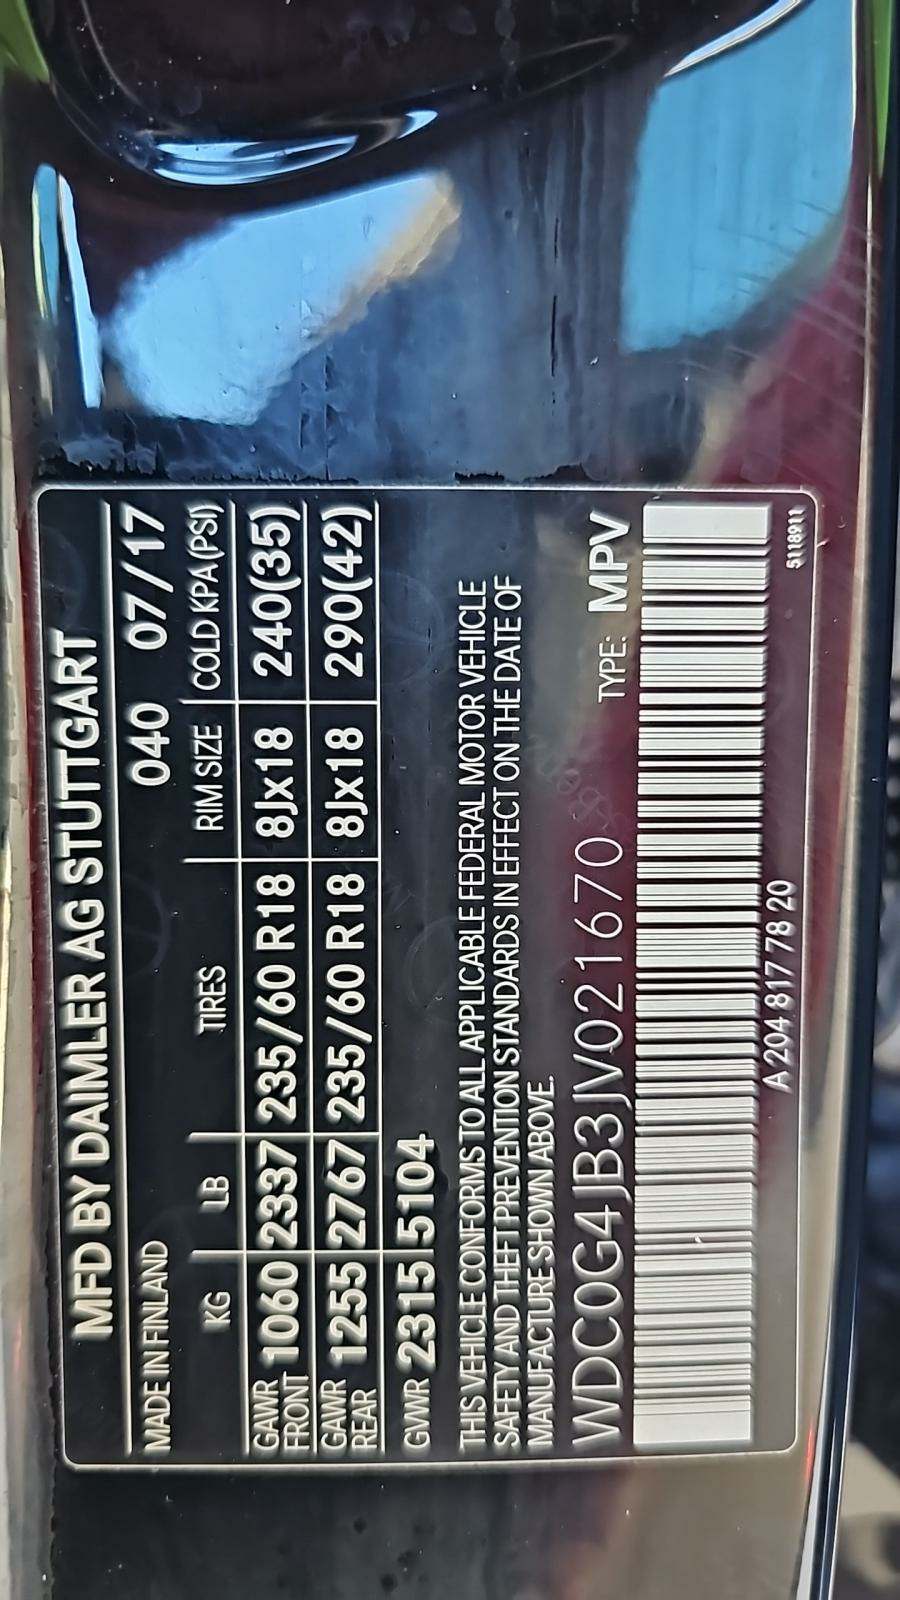 MFD BY DAIMLER AG STUTTGART
MADE IN FINLAND 040 07/17
KG LB TIRES RIM SIZE COLD KPA(PSI)
GAWR FRONT 1060 2337 235/60 R18 8Jx18 240(35)
GAWR REAR 1255 2767 235/60 R18 8Jx18 290(42)
GVWR 2315 5104
THIS VEHICLE CONFORMS TO ALL APPLICABLE FEDERAL MOTOR VEHICLE
SAFETY AND THEFT PREVENTION STANDARDS IN EFFECT ON THE DATE OF
MANUFACTURE SHOWN ABOVE.
WDC0G4JB3JV021670 TYPE: MPV
A 204 817 78 20
5118911